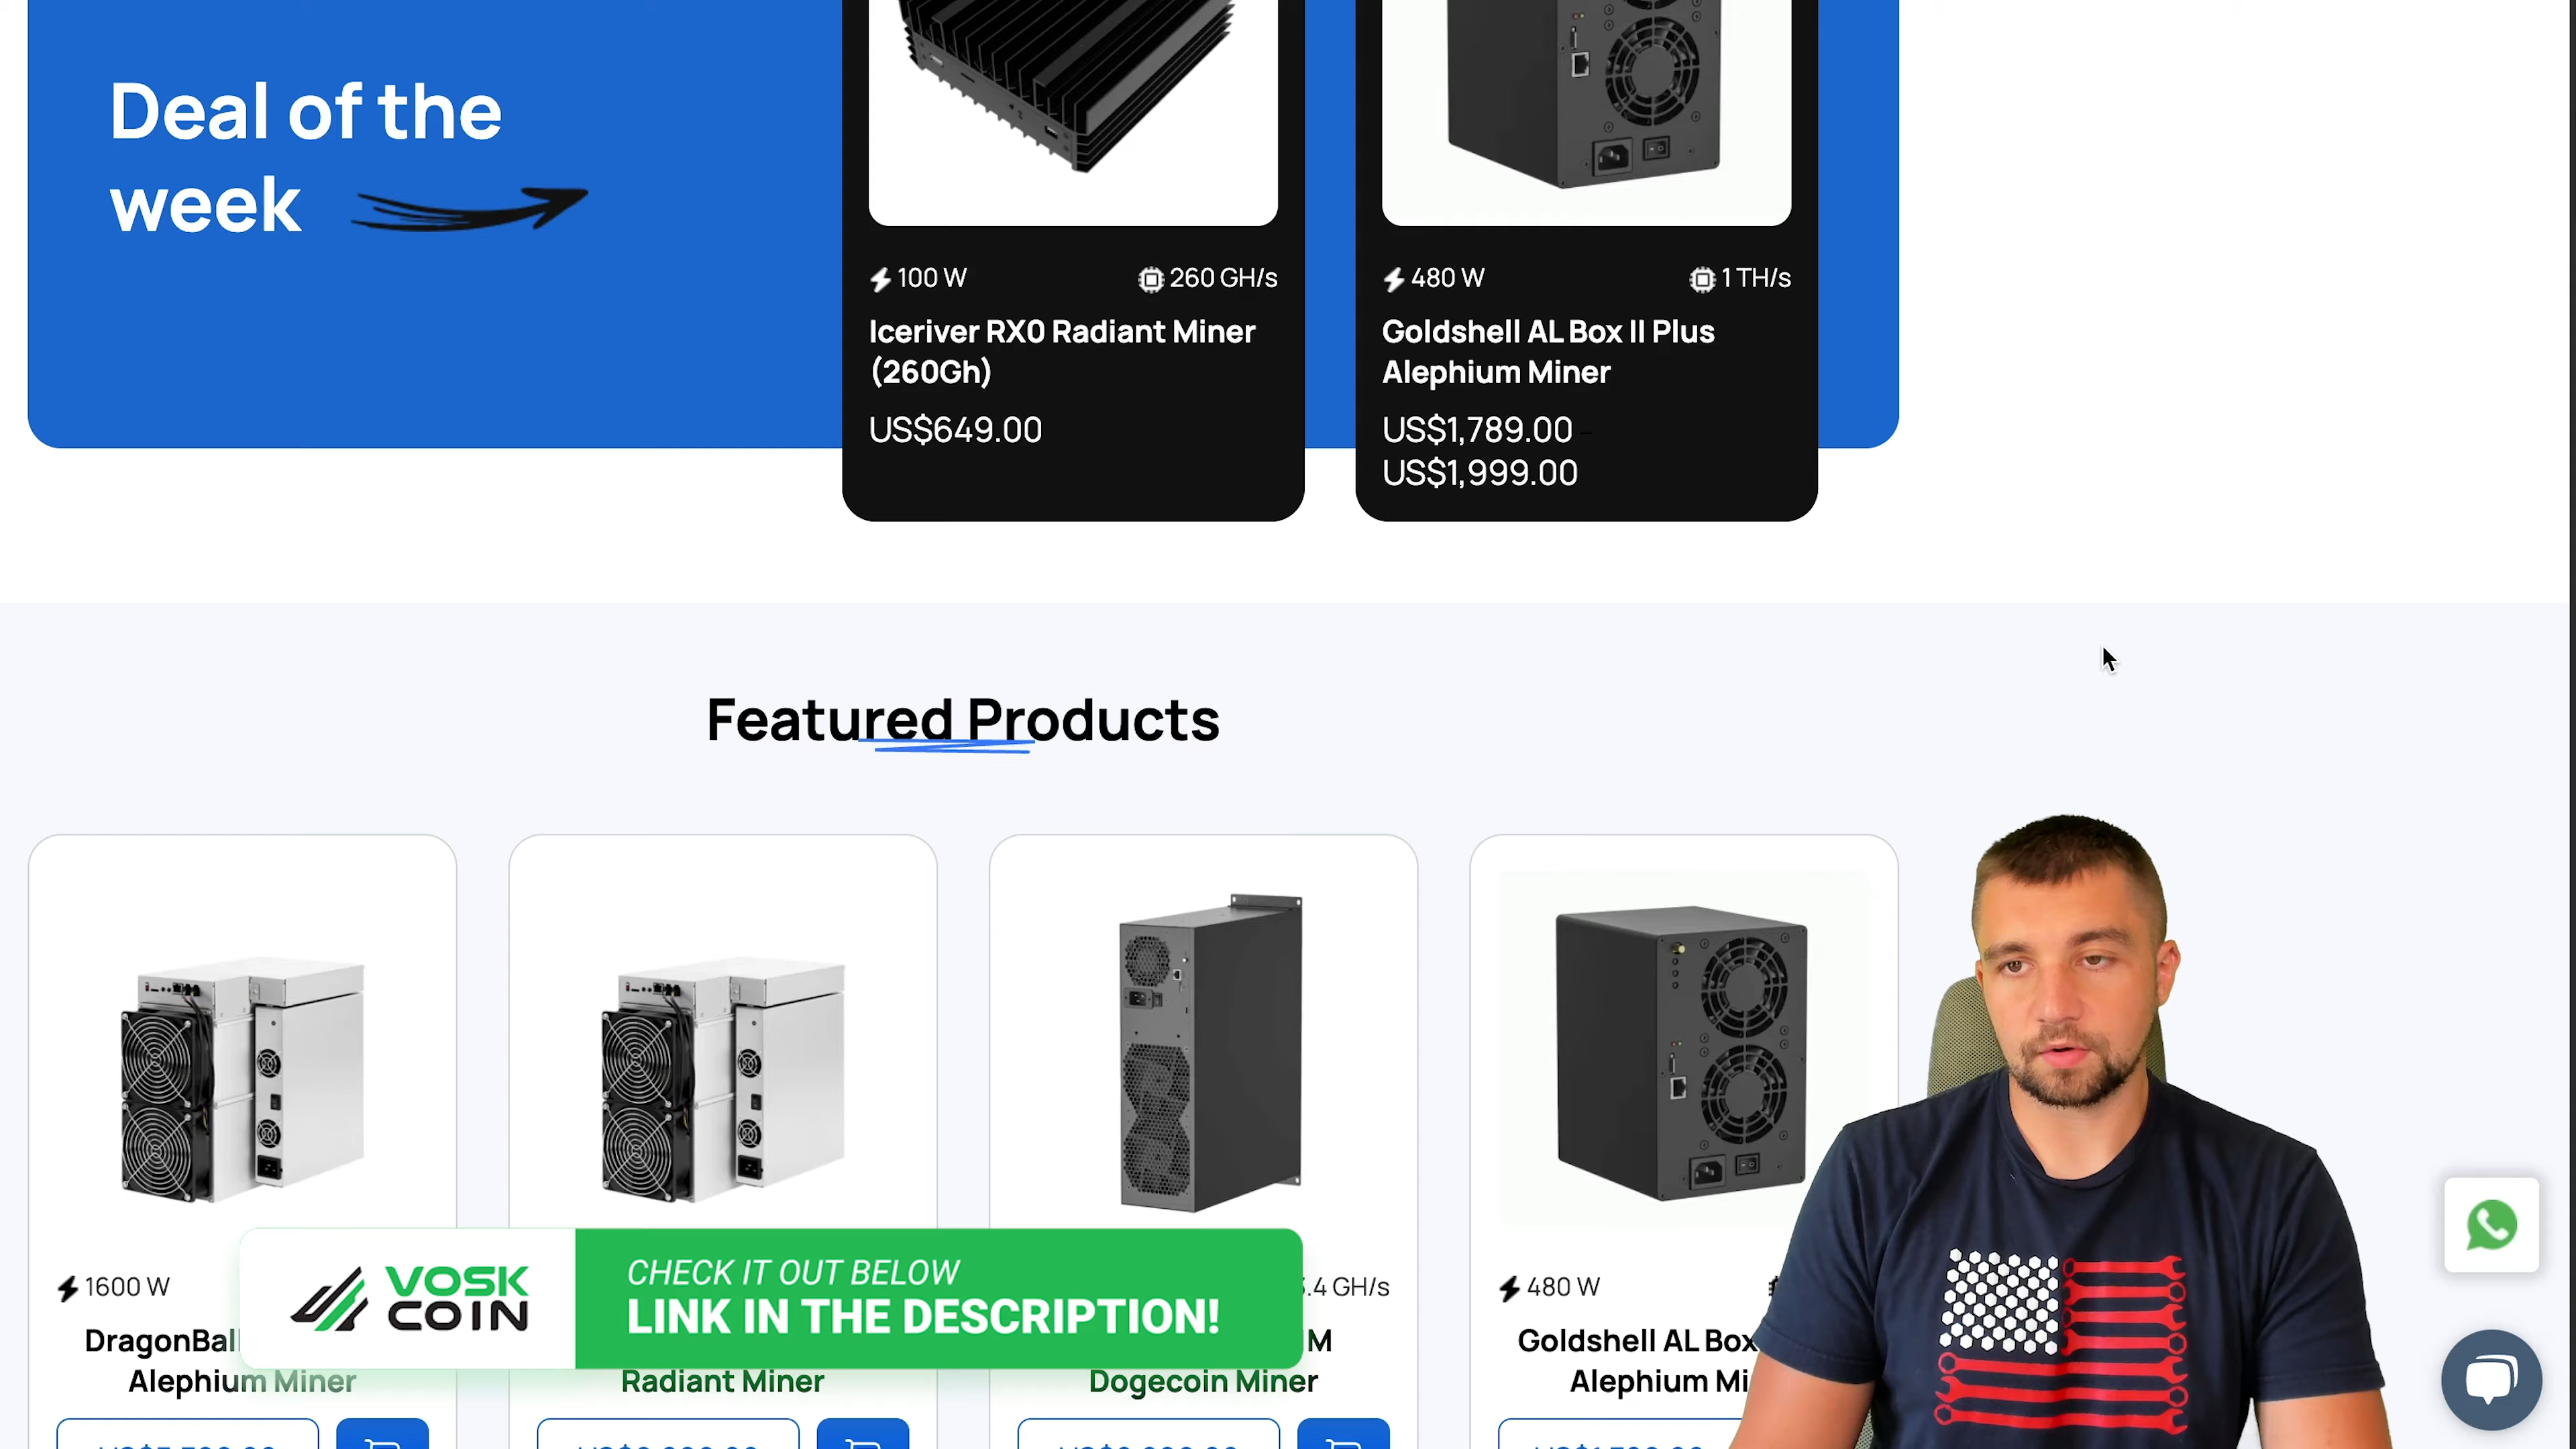 Deal of the
week
100 W
260 GH/s
Iceriver RX0 Radiant Miner
(260Gh)
US$649.00
480 W
1 TH/s
Goldshell AL Box II Plus
Alephium Miner
US$1,789.00 –
US$1,999.00
Featured Products
1600 W
DragonBall
Alephium Miner
Radiant Miner
.4 GH/s
M
Dogecoin Miner
480 W
Goldshell AL Box
Alephium Mi
VOSK
COIN
CHECK IT OUT BELOW
LINK IN THE DESCRIPTION!